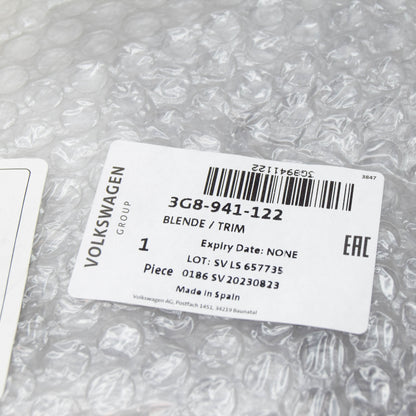 VOLKSWAGEN
GROUP
3G8941122
3647
3G8-941-122
BLENDE / TRIM
1 Expiry Date: NONE
LOT: SV LS 657735
Piece 0186 SV 20230823
Made in Spain
EAC
Volkswagen AG, Postfach 1451, 34219 Baunatal